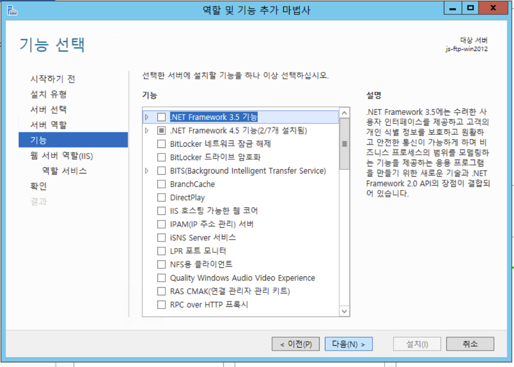 역할 및 기능 추가 마법사
기능 선택
대상 서버
js-ftp-win2012
시작하기 전
설치 유형
서버 선택
서버 역할
기능
웹 서버 역할(IIS)
역할 서비스
확인
결과
선택한 서버에 설치할 기능을 하나 이상 선택하십시오.
기능
.NET Framework 3.5 기능
.NET Framework 4.5 기능(2/7개 설치됨)
BitLocker 네트워크 잠금 해제
BitLocker 드라이브 암호화
BITS(Background Intelligent Transfer Service)
BranchCache
DirectPlay
IIS 호스팅 가능한 웹 코어
IPAM(IP 주소 관리) 서버
iSNS Server 서비스
LPR 포트 모니터
NFS용 클라이언트
Quality Windows Audio Video Experience
RAS CMAK(연결 관리자 관리 키트)
RPC over HTTP 프록시
설명
.NET Framework 3.5에는 수려한 사
용자 인터페이스를 제공하고 고객의
개인 식별 정보를 보호하고 원활하
고 안전한 통신이 가능하게 하며 비
즈니스 프로세스의 범위를 모델링하
는 기능을 제공하는 응용 프로그램
을 만들기 위한 새로운 기술과 .NET
Framework 2.0 API의 장점이 결합되
어 있습니다.
< 이전(P)
다음(N) >
설치(I)
취소